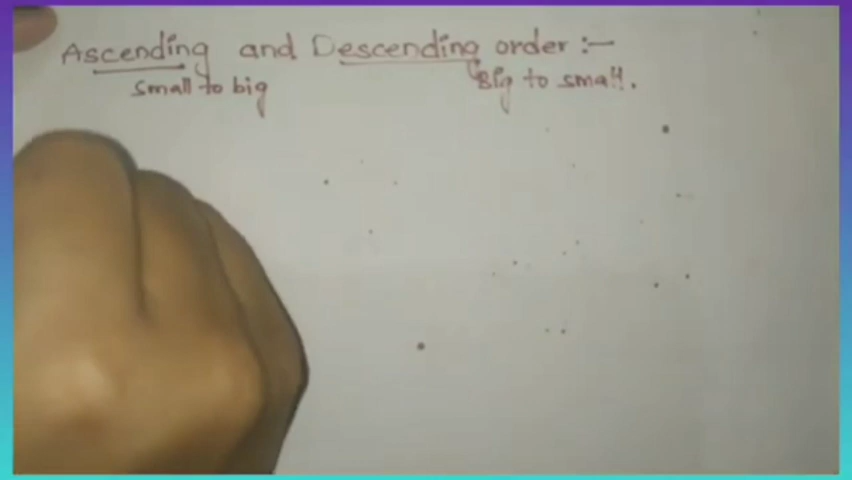 Ascending and Descending order :-
Small to big Big to small.